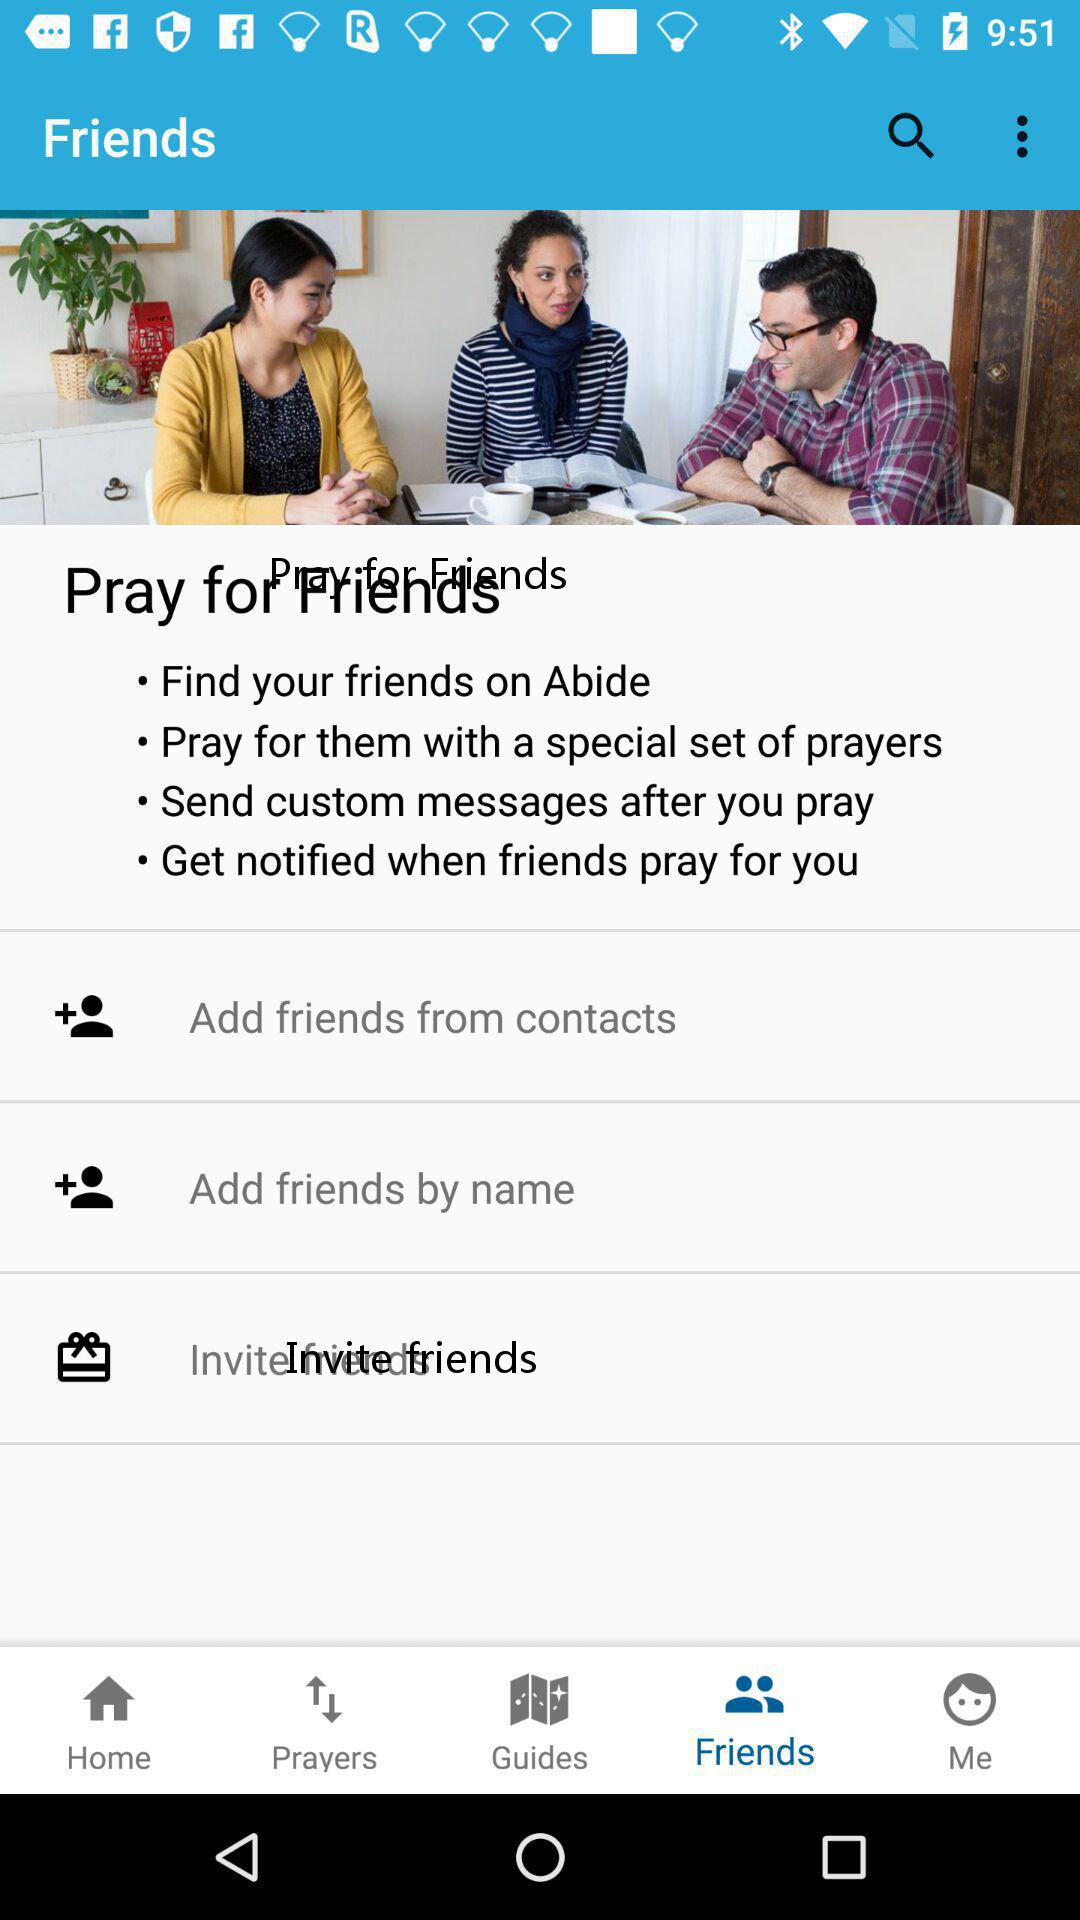 9:51
Friends
Pray for Friends
Pray for Friends
• Find your friends on Abide
• Pray for them with a special set of prayers
• Send custom messages after you pray
• Get notified when friends pray for you
Add friends from contacts
Add friends by name
Invite friends
Invite friends
Home Prayers Guides Friends Me